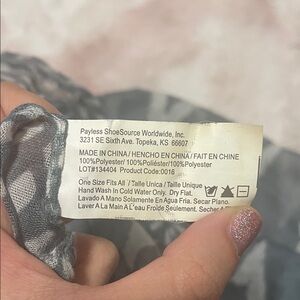 Payless ShoeSource Worldwide, Inc.
3231 SE Sixth Ave. Topeka, KS 66607
MADE IN CHINA/ HENCHO EN CHINA/ FAIT EN CHINE
100%Polyester/ 100%Poliéster/100%Polyester
LOT#134404 Product Code:0016
One Size Fits All / Talle Unica / Taille Unique
Hand Wash In Cold Water Only. Dry Flat.
Lavado A Mano Solamente En Agua Fria. Secar Plano.
Laver A La Main A L'eau Froide Seulement. Secher A